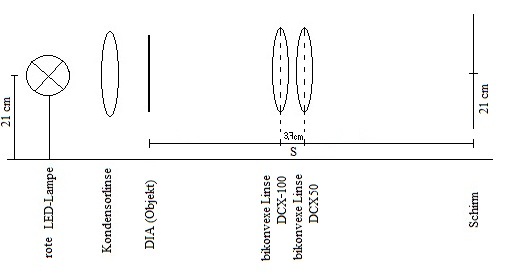 21 cm
3,7cm
S
21 cm
rote LED-Lampe
Kondensorlinse
DIA (Objekt)
bikonvexe Linse
DCX-100
bikonvexe Linse
DCX50
Schirm